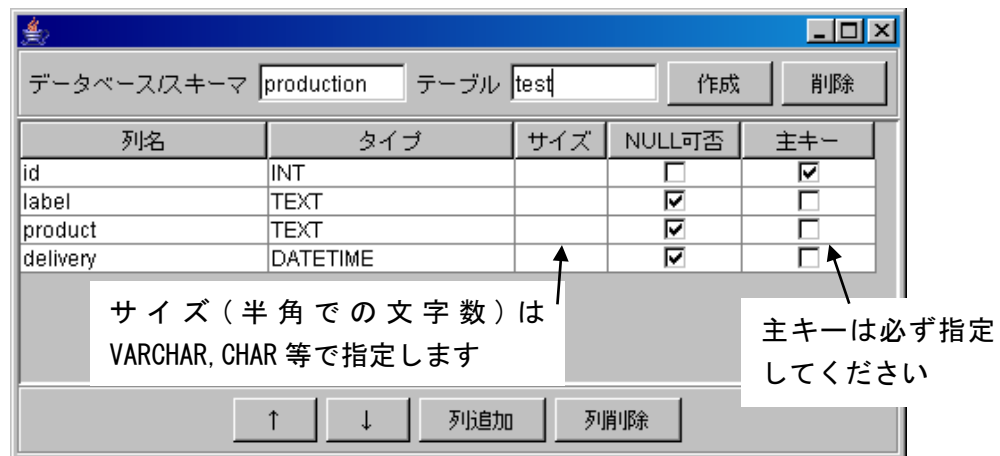 データベース/スキーマ production テーブル test 作成 削除
列名 タイプ サイズ NULL可否 主キー
id INT
label TEXT
product TEXT
delivery DATETIME
サイズ(半角での文字数)は
VARCHAR,CHAR 等で指定します
主キーは必ず指定
してください
↑ ↓ 列追加 列削除